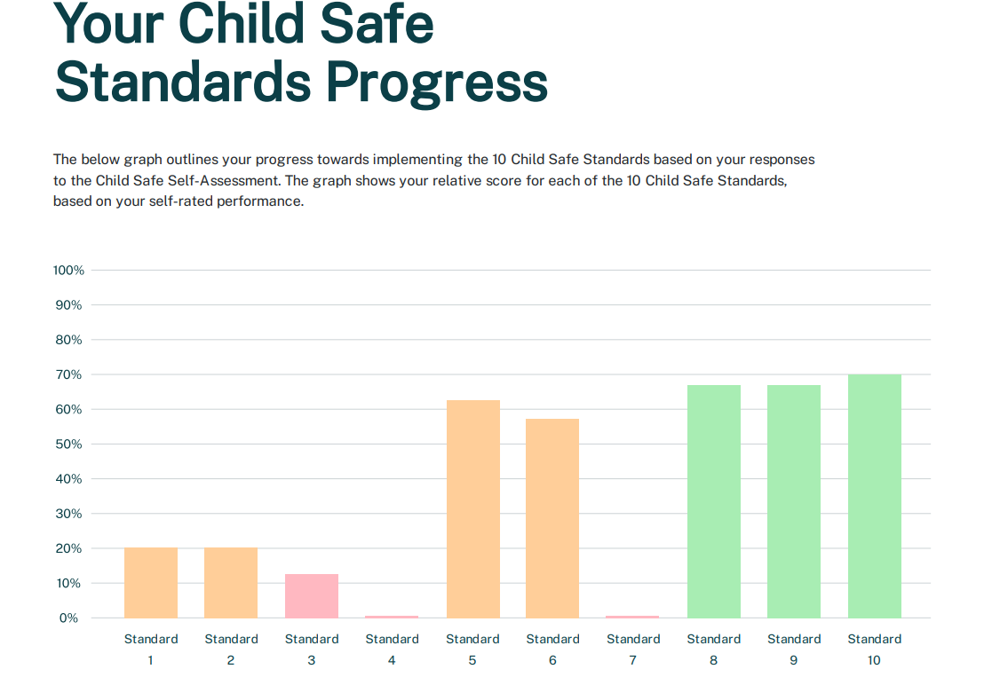 Your Child Safe
Standards Progress
The below graph outlines your progress towards implementing the 10 Child Safe Standards based on your responses
to the Child Safe Self-Assessment. The graph shows your relative score for each of the 10 Child Safe Standards,
based on your self-rated performance.
100%
90%
80%
70%
60%
50%
40%
30%
20%
10%
0%
Standard 1
Standard 2
Standard 3
Standard 4
Standard 5
Standard 6
Standard 7
Standard 8
Standard 9
Standard 10